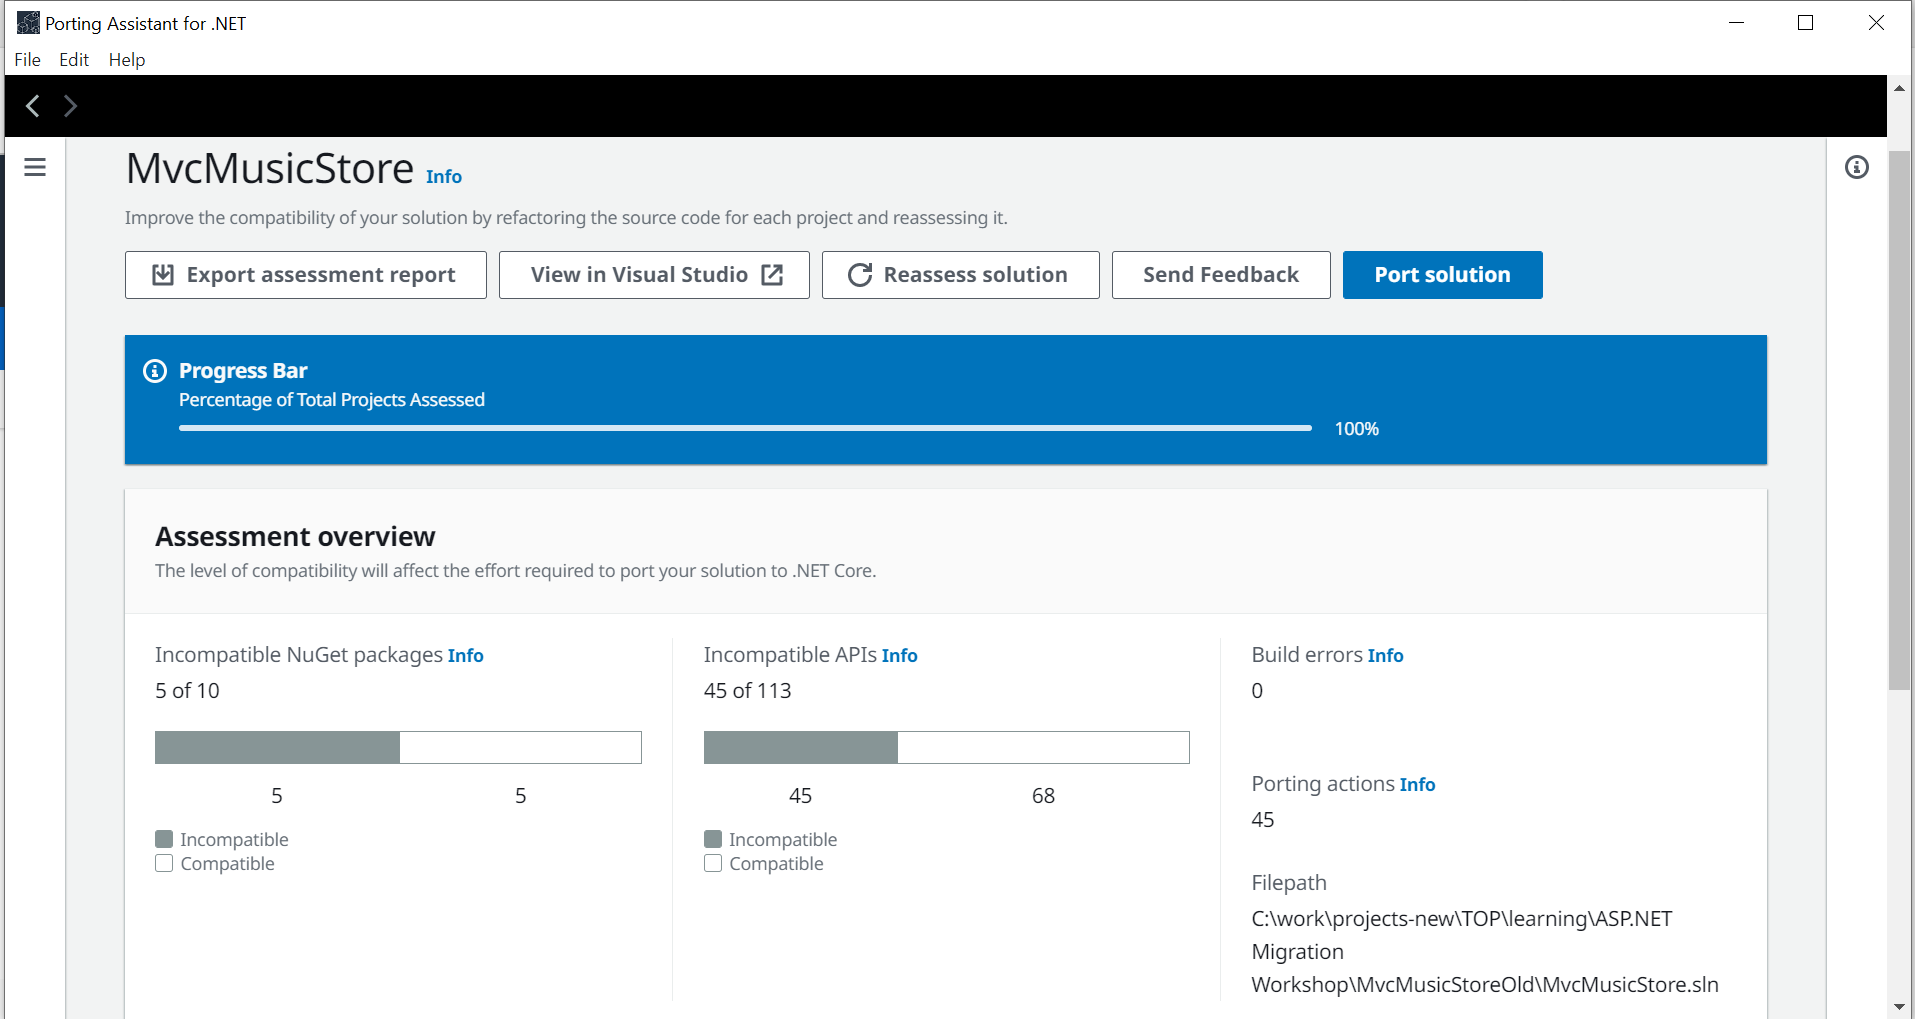 Porting Assistant for .NET
File Edit Help
MvcMusicStore Info
Improve the compatibility of your solution by refactoring the source code for each project and reassessing it.
Export assessment report View in Visual Studio Reassess solution Send Feedback Port solution
Progress Bar
Percentage of Total Projects Assessed
100%
Assessment overview
The level of compatibility will affect the effort required to port your solution to .NET Core.
Incompatible NuGet packages Info
5 of 10
5 5
Incompatible
Compatible
Incompatible APIs Info
45 of 113
45 68
Incompatible
Compatible
Build errors Info
0
Porting actions Info
45
Filepath
C:\work\projects-new\TOP\learning\ASP.NET
Migration
Workshop\MvcMusicStoreOld\MvcMusicStore.sln